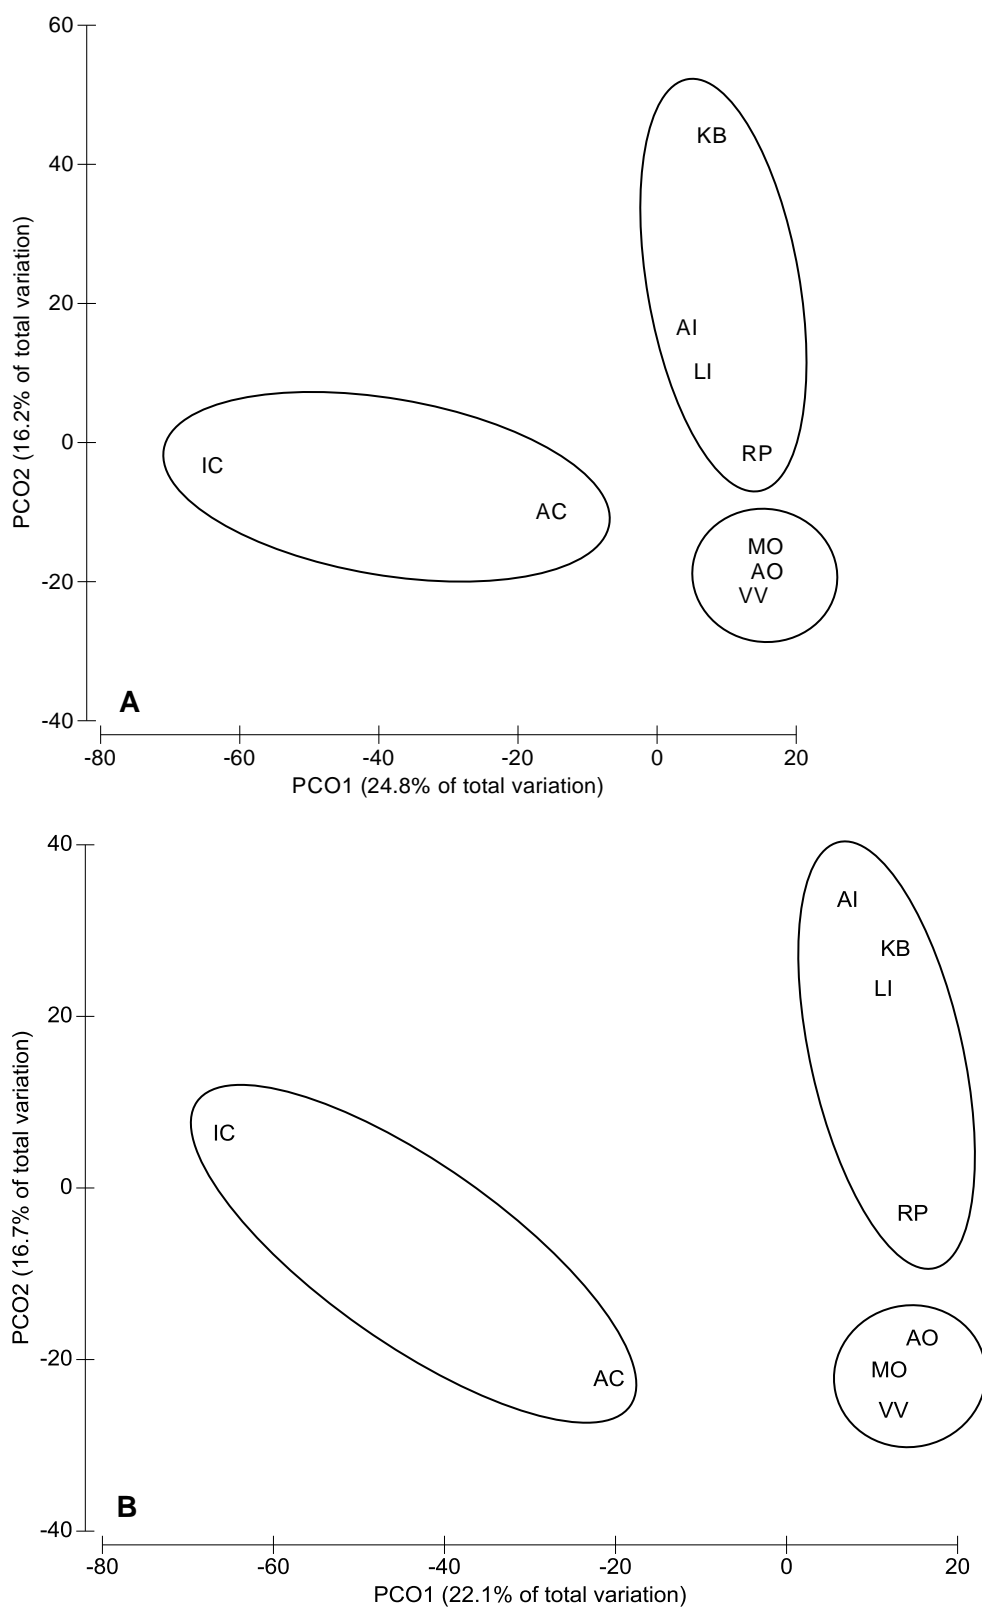 60
40
20
0
-20
-40
PCO2 (16.2% of total variation)
KB
AI
LI
RP
IC
AC
MO
AO
VV
A
-80
-60
-40
-20
0
20
PCO1 (24.8% of total variation)
40
20
0
-20
-40
PCO2 (16.7% of total variation)
AI
KB
LI
IC
RP
AO
MO
AC
VV
B
-80
-60
-40
-20
0
20
PCO1 (22.1% of total variation)